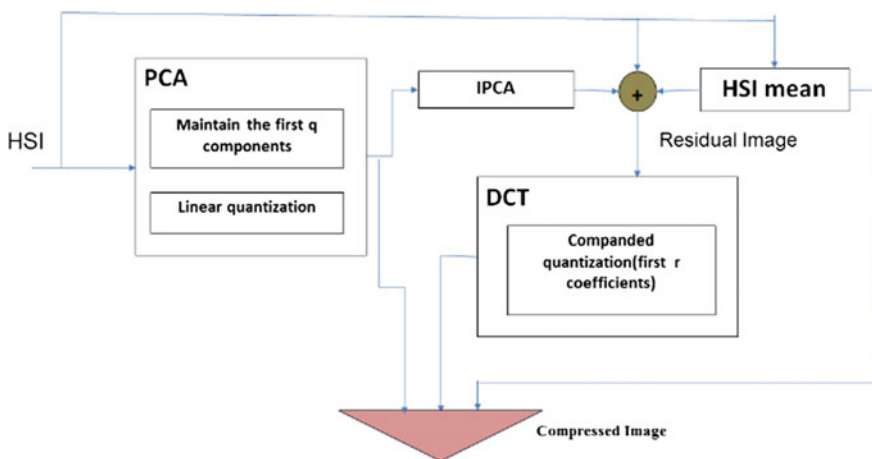 PCA
Maintain the first q
components
Linear quantization
HSI
IPCA
+
HSI mean
Residual Image
DCT
Companded
quantization(first r
coefficients)
Compressed Image